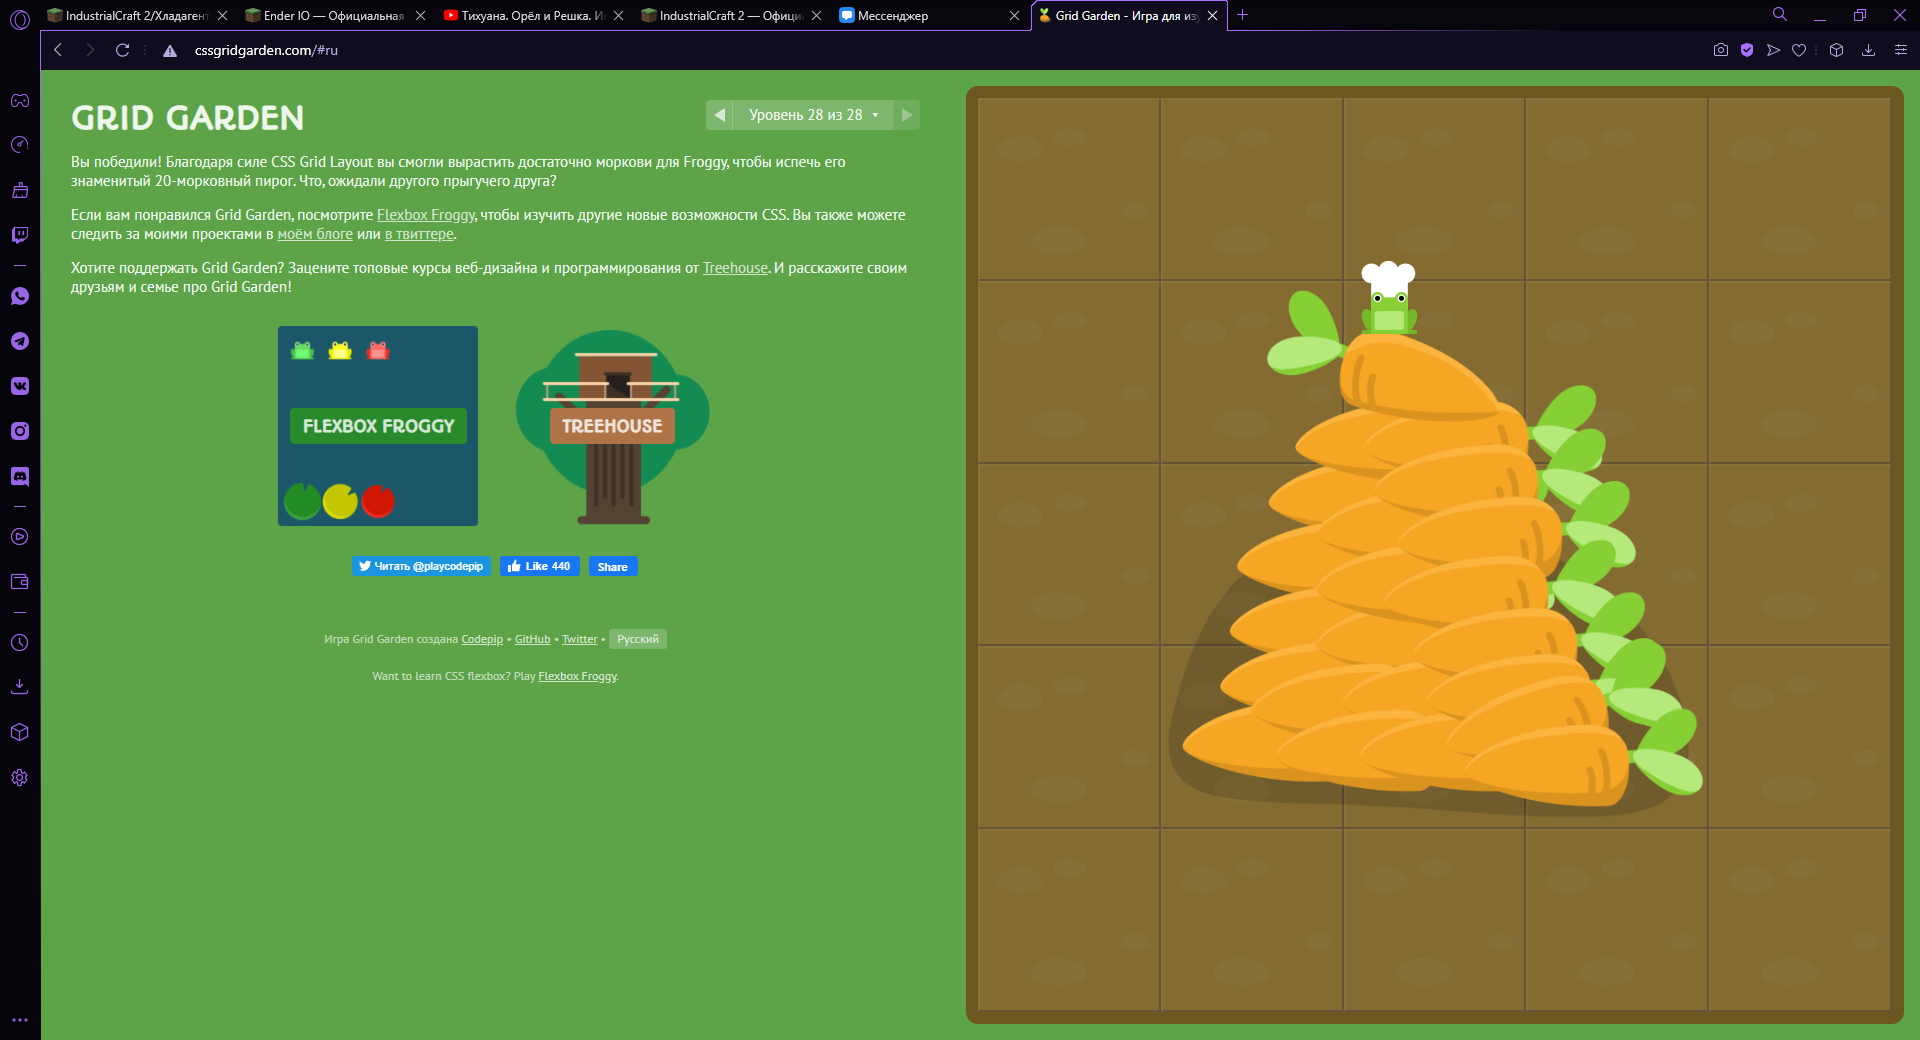 IndustrialCraft 2/Хладагент
Ender IO — Официальная
Тихуана. Орёл и Решка. И
IndustrialCraft 2 — Офици
Мессенджер
Grid Garden - Игра для из
cssgridgarden.com/#ru
GRID GARDEN
Уровень 28 из 28
Вы победили! Благодаря силе CSS Grid Layout вы смогли вырастить достаточно моркови для Froggy, чтобы испечь его
знаменитый 20-морковный пирог. Что, ожидали другого прыгучего друга?
Если вам понравился Grid Garden, посмотрите Flexbox Froggy, чтобы изучить другие новые возможности CSS. Вы также можете
следить за моими проектами в моём блоге или в твиттере.
Хотите поддержать Grid Garden? Зацените топовые курсы веб-дизайна и программирования от Treehouse. И расскажите своим
друзьям и семье про Grid Garden!
FLEXBOX FROGGY
TREEHOUSE
Читать @playcodepip
Like 440
Share
Игра Grid Garden создана Codepip • GitHub • Twitter • Русский
Want to learn CSS flexbox? Play Flexbox Froggy.